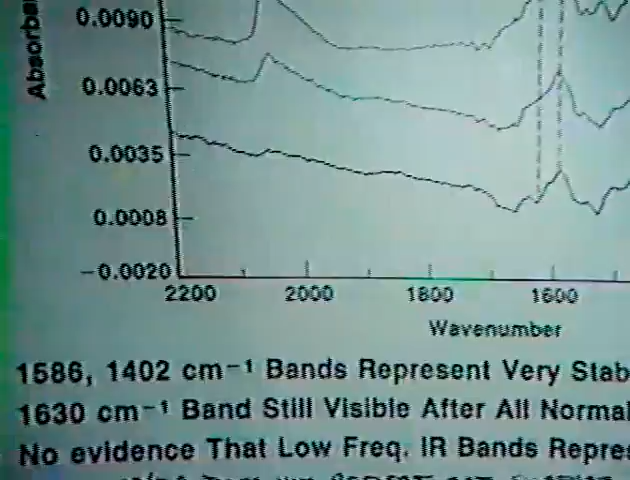 Absorbe
0.0090
0.0063
0.0035
0.0008
−0.0020
2200 2000 1800 1600
Wavenumber
1586, 1402 cm⁻¹ Bands Represent Very Stab
1630 cm⁻¹ Band Still Visible After All Normal
No evidence That Low Freq. IR Bands Repres